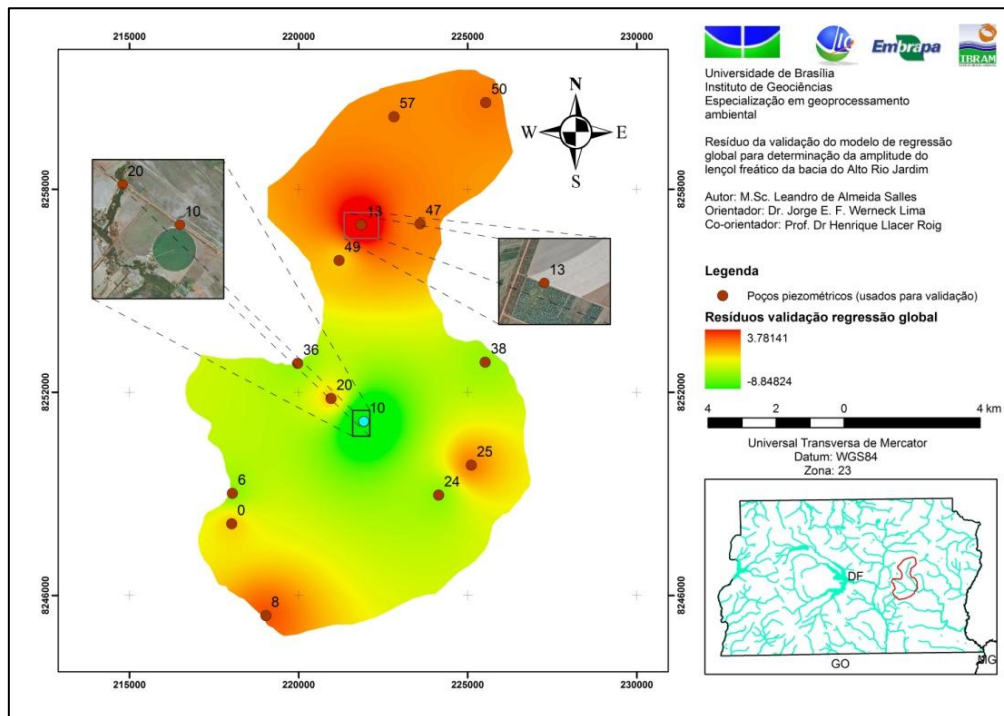 215000 220000 225000 230000
8258000
8252000
8246000
215000 220000 225000 230000
N
W E
S
50
57
13
47
49
20
10
13
36
38
20
10
25
24
6
0
8
Embrapa
IBRAM
Universidade de Brasília
Instituto de Geociências
Especialização em geoprocessamento
ambiental
Resíduo da validação do modelo de regressão
global para determinação da amplitude do
lençol freático da bacia do Alto Rio Jardim
Autor: M.Sc. Leandro de Almeida Salles
Orientador: Dr. Jorge E. F. Werneck Lima
Co-orientador: Prof. Dr Henrique Llacer Roig
Legenda
Poços piezométricos (usados para validação)
Resíduos validação regressão global
3.78141
-8.84824
4 2 0 4 km
Universal Transversa de Mercator
Datum: WGS84
Zona: 23
DF
GO
MG